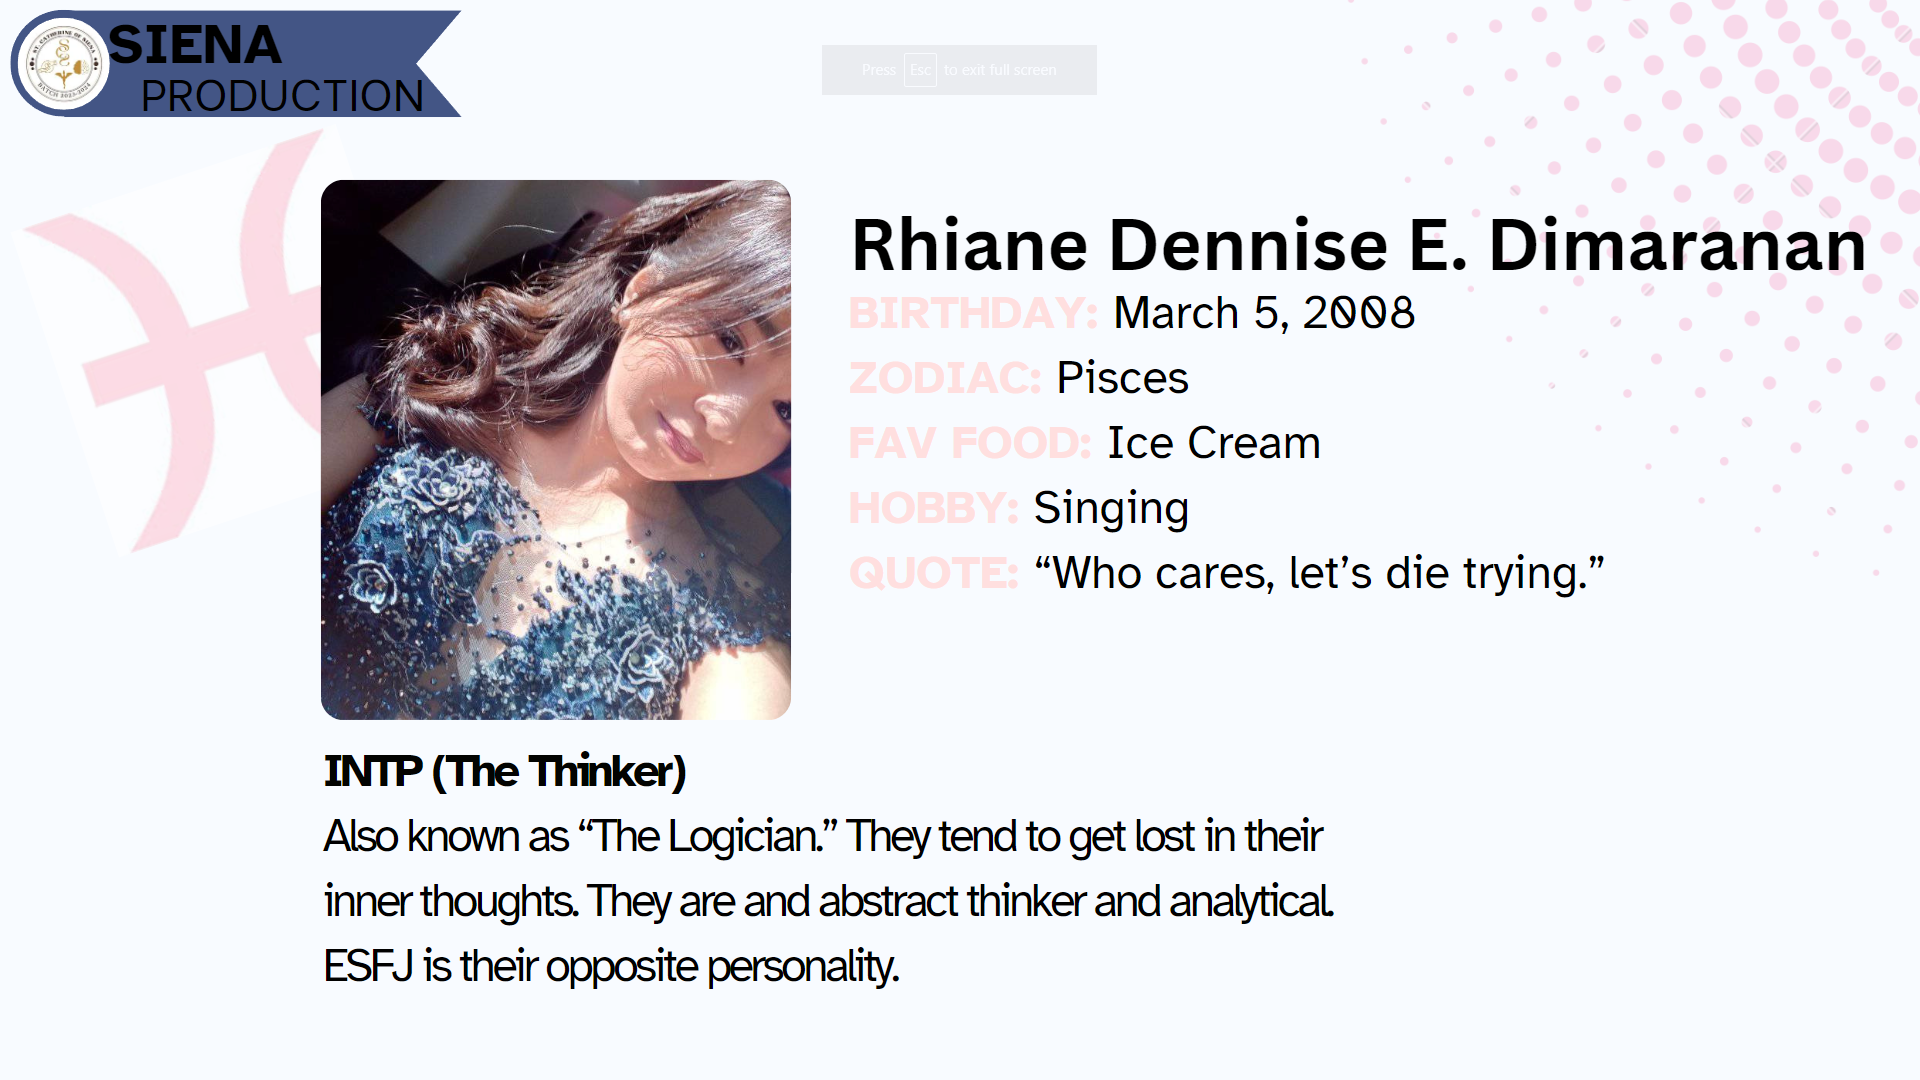 SIENA
PRODUCTION
ST. CATHERINE OF SIENA
BATCH 2023-2024
Press Esc to exit full screen
Rhiane Dennise E. Dimaranan
BIRTHDAY: March 5, 2008
ZODIAC: Pisces
FAV FOOD: Ice Cream
HOBBY: Singing
QUOTE: “Who cares, let’s die trying.”
INTP (The Thinker)
Also known as “The Logician.” They tend to get lost in their
inner thoughts. They are and abstract thinker and analytical.
ESFJ is their opposite personality.